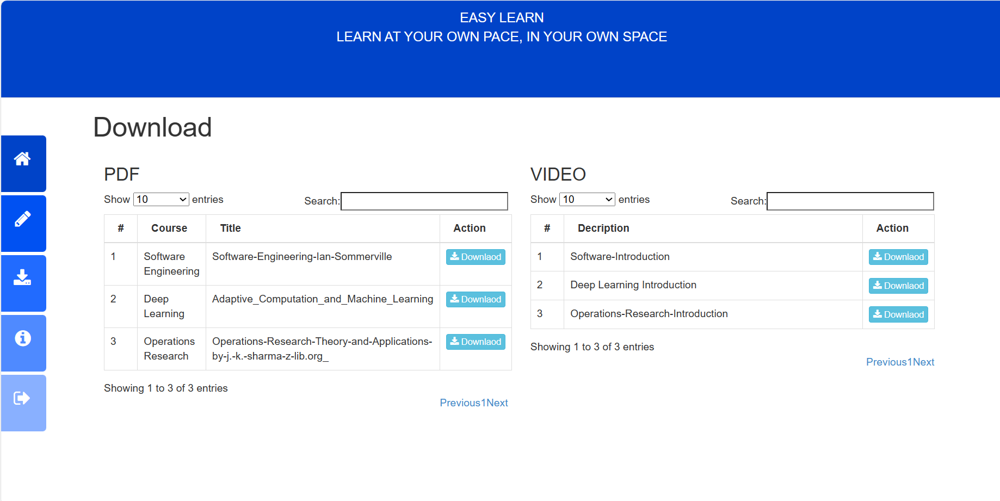 EASY LEARN
LEARN AT YOUR OWN PACE, IN YOUR OWN SPACE
Download
PDF
Show 10 entries Search:
# Course Title Action
1 Software Engineering Software-Engineering-Ian-Sommerville Downlaod
2 Deep Learning Adaptive_Computation_and_Machine_Learning Downlaod
3 Operations Research Operations-Research-Theory-and-Applications-by-j.-k.-sharma-z-lib.org_ Downlaod
Showing 1 to 3 of 3 entries
Previous1Next
VIDEO
Show 10 entries Search:
# Decription Action
1 Software-Introduction Downlaod
2 Deep Learning Introduction Downlaod
3 Operations-Research-Introduction Downlaod
Showing 1 to 3 of 3 entries
Previous1Next